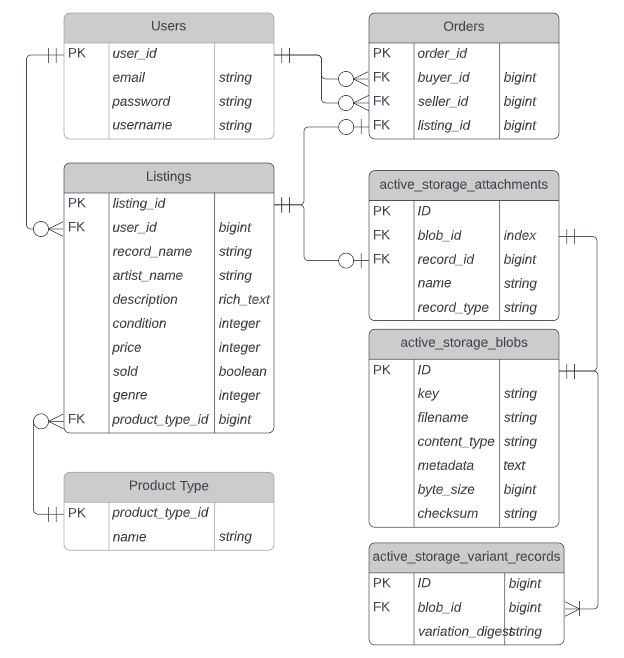 Users
PK user_id
email string
password string
username string
Orders
PK order_id
FK buyer_id bigint
FK seller_id bigint
FK listing_id bigint
Listings
PK listing_id
FK user_id bigint
record_name string
artist_name string
description rich_text
condition integer
price integer
sold boolean
genre integer
FK product_type_id bigint
active_storage_attachments
PK ID
FK blob_id index
FK record_id bigint
name string
record_type string
active_storage_blobs
PK ID
key string
filename string
content_type string
metadata text
byte_size bigint
checksum string
Product Type
PK product_type_id
name string
active_storage_variant_records
PK ID bigint
FK blob_id bigint
variation_digest string